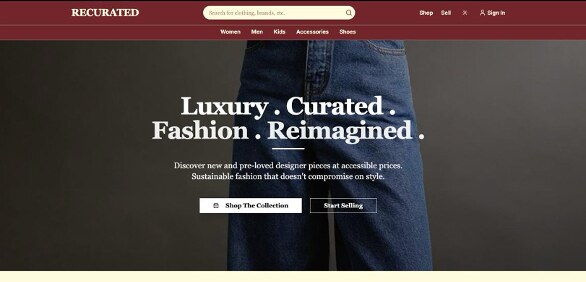 RECURATED
Search for clothing, brands, etc.
Shop Sell Sign in
Women Men Kids Accessories Shoes
Luxury . Curated .
Fashion . Reimagined .
Discover new and pre-loved designer pieces at accessible prices.
Sustainable fashion that doesn't compromise on style.
Shop The Collection Start Selling